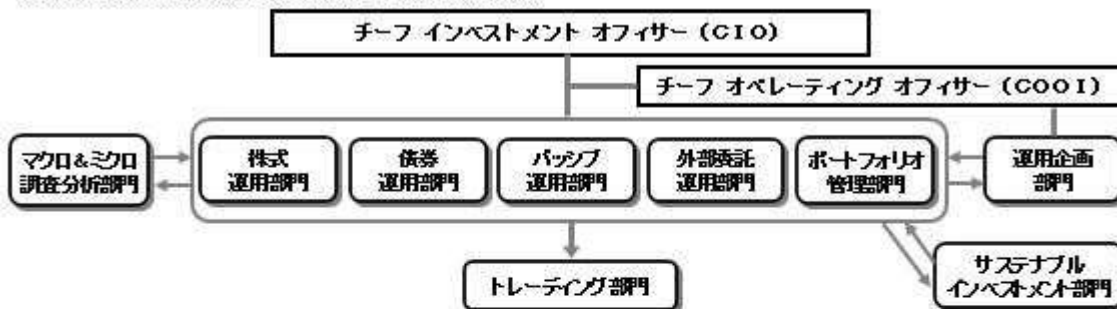 チーフ インベストメント オフィサー (CIO)
チーフ オペレーティング オフィサー (COOI)
マクロ&ミクロ
調査分析部門
株式
運用部門
債券
運用部門
パッシブ
運用部門
外部委託
運用部門
ポートフォリオ
管理部門
運用企画
部門
トレーディング部門
サステナブル
インベストメント部門